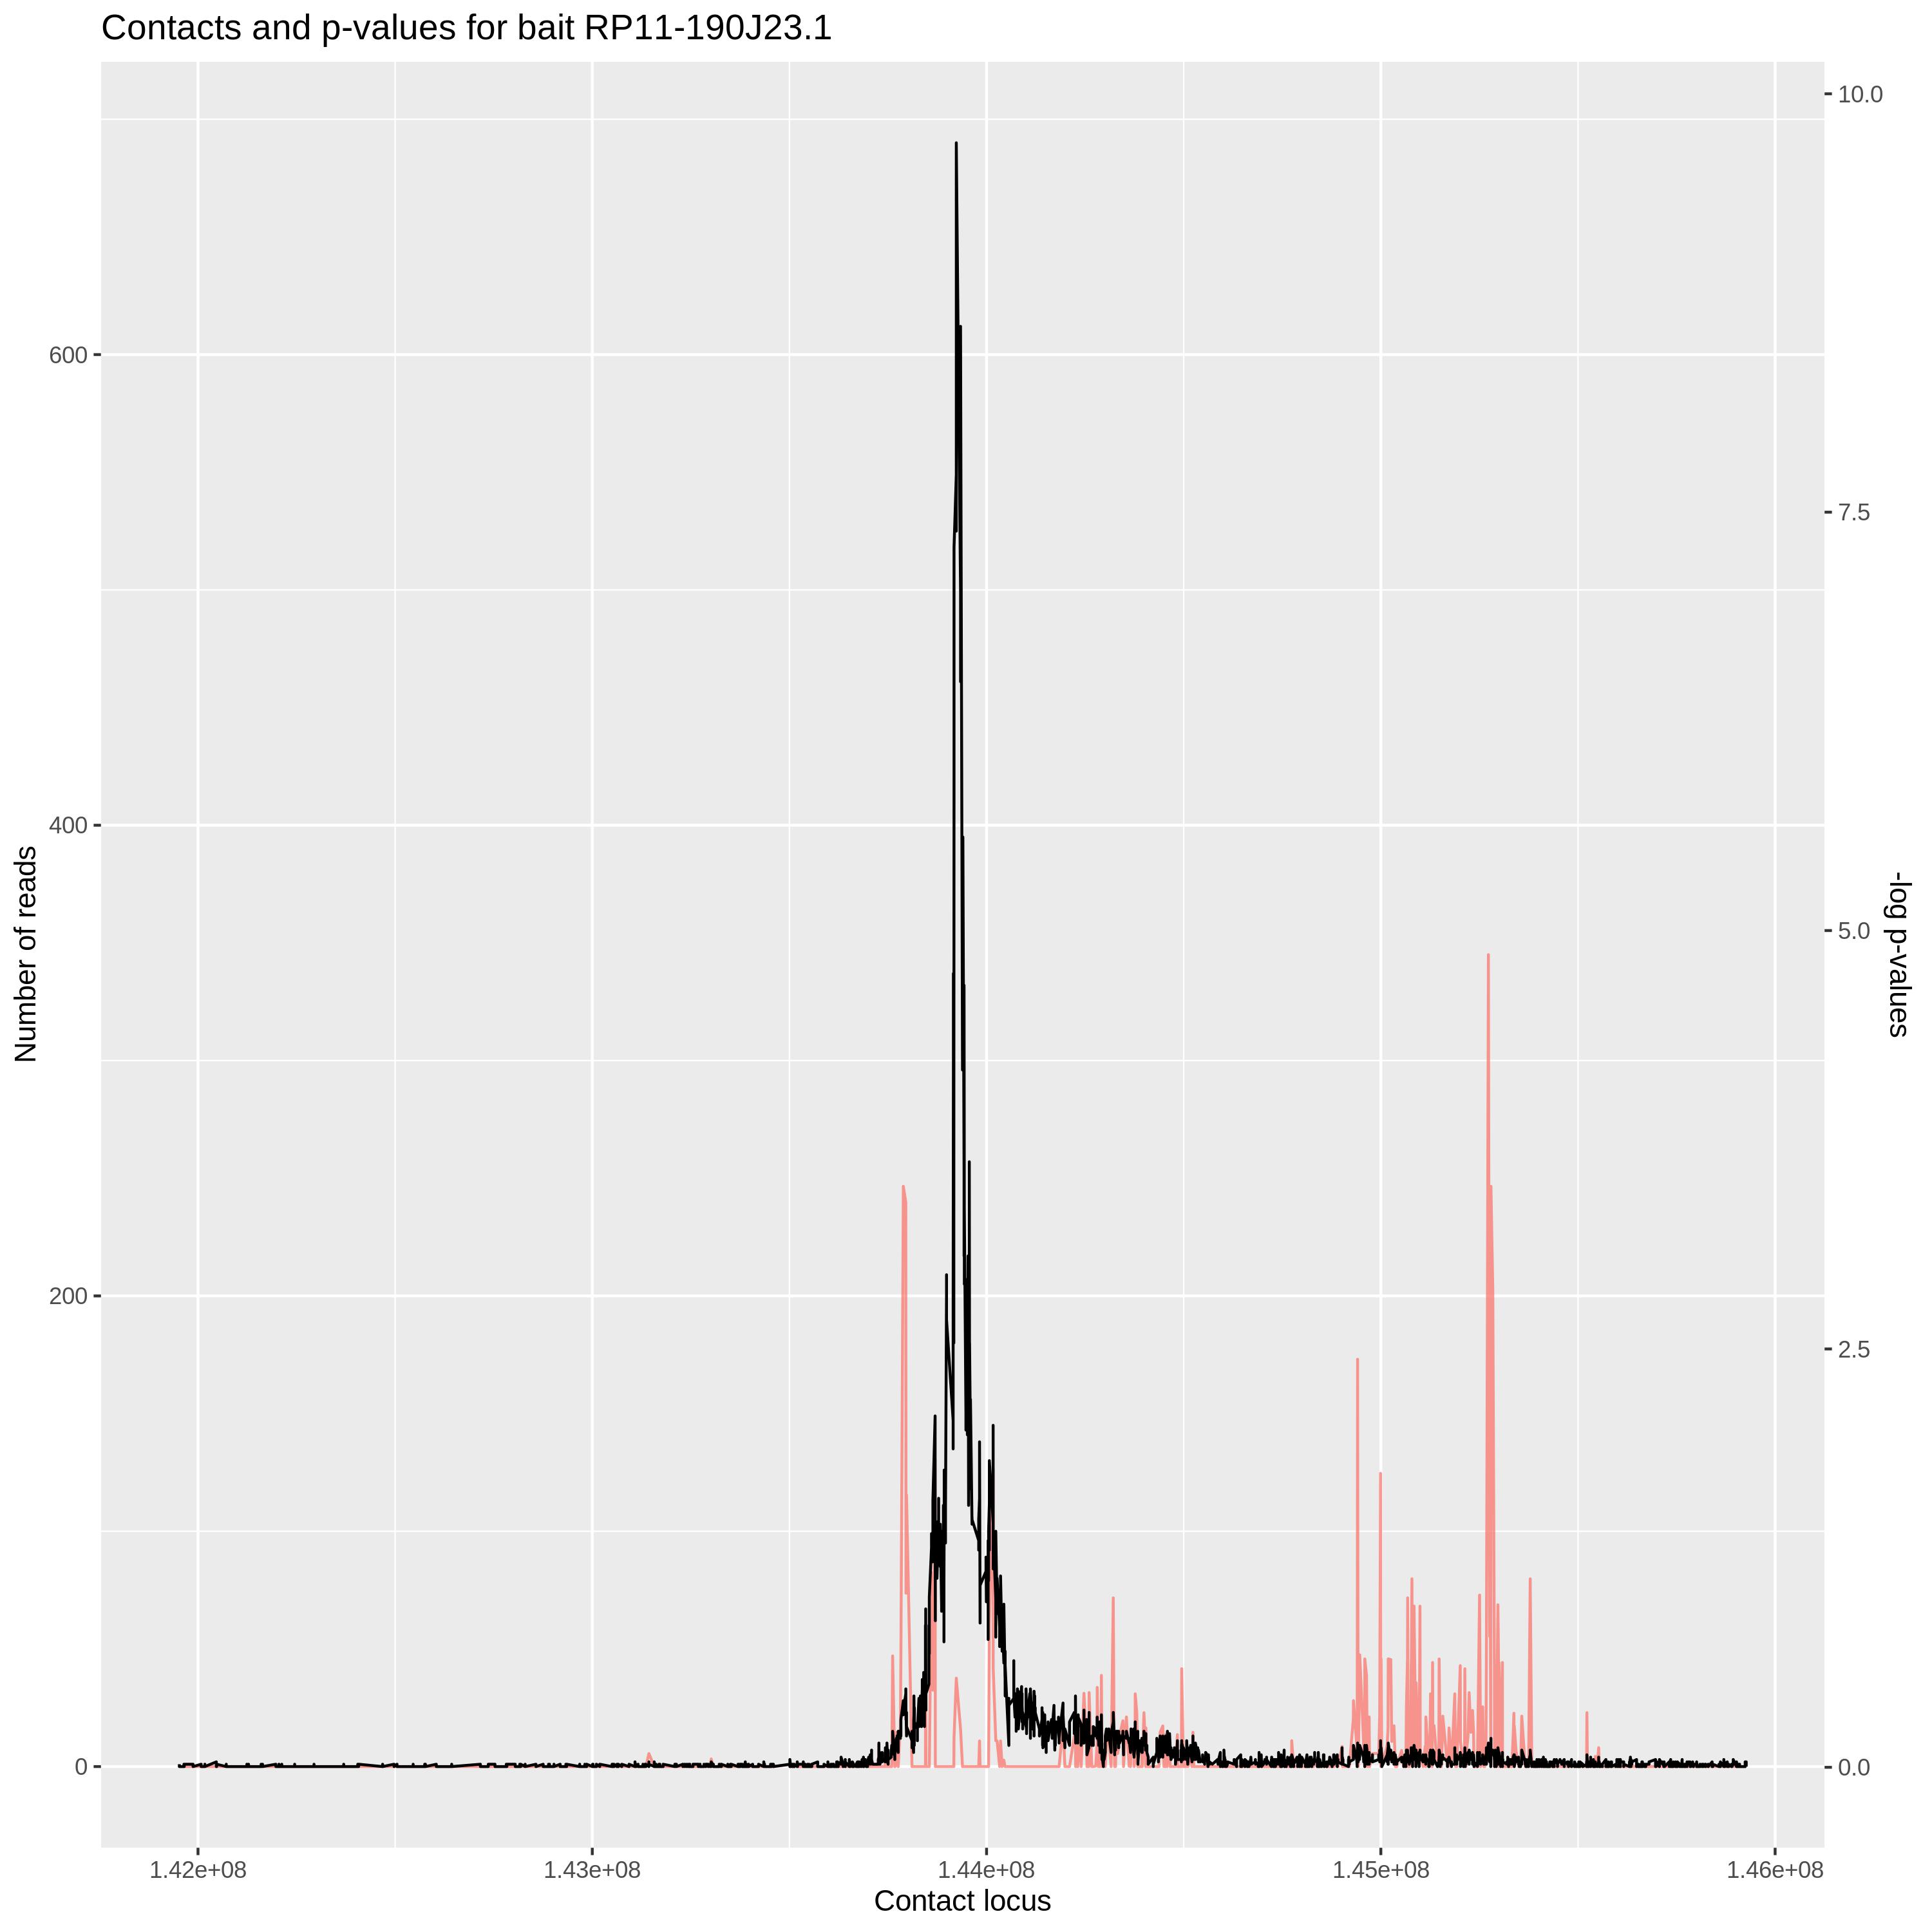 Contacts and p-values for bait RP11-190J23.1
Number of reads
600
400
200
0
10.0
7.5
5.0
2.5
0.0
-log p-values
1.42e+08
1.43e+08
1.44e+08
1.45e+08
1.46e+08
Contact locus